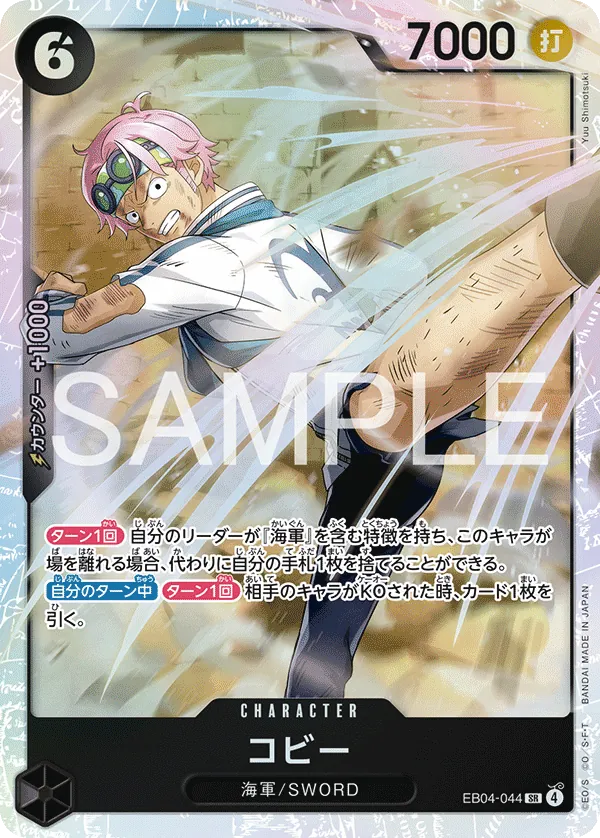 6
7000
打
Yuu Shimotsuki
カウンター +1000
SAMPLE
ターン1回 自分のリーダーが『海軍』を含む特徴を持ち、このキャラが
場を離れる場合、代わりに自分の手札1枚を捨てることができる。
自分のターン中 ターン1回 相手のキャラがKOされた時、カード1枚を
引く。
©E.O/S ©O/S・F・T BANDAI MADE IN JAPAN
CHARACTER
コビー
海軍/SWORD
EB04-044 SR 4